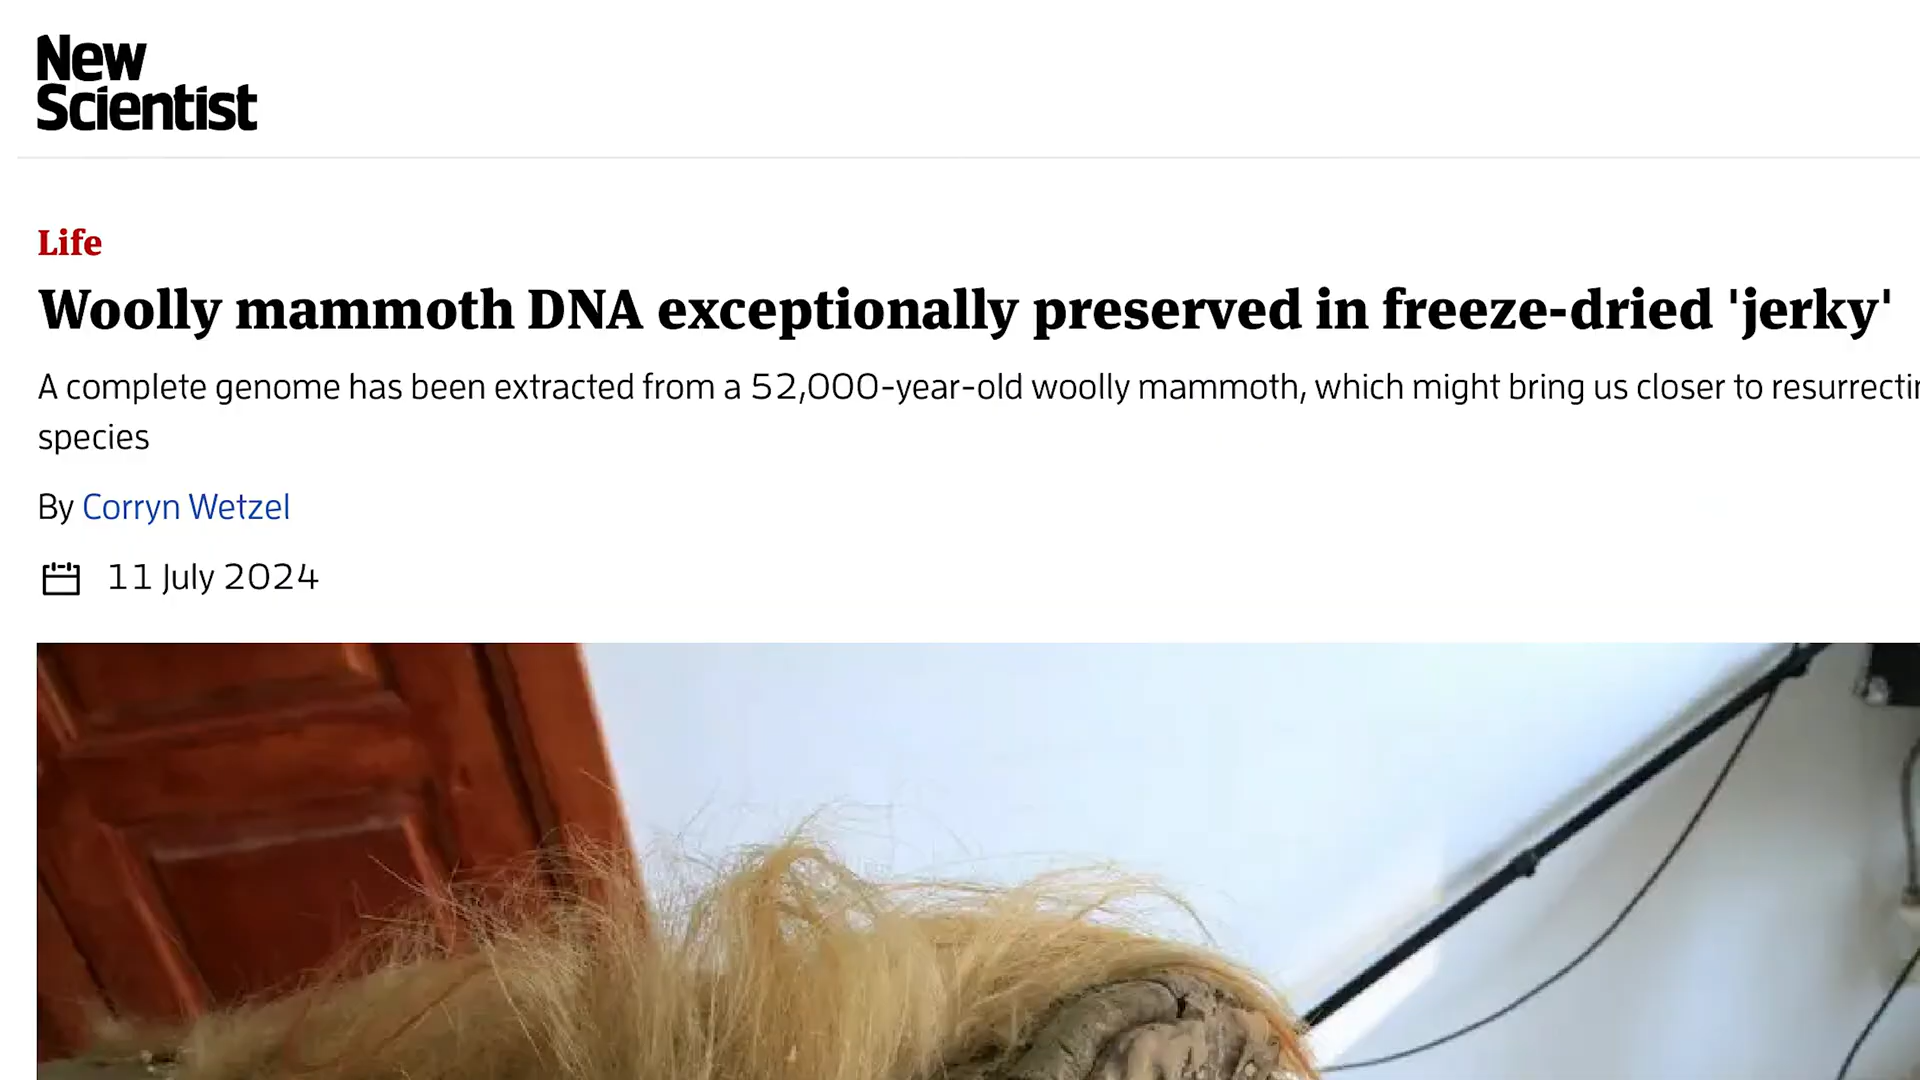 New
Scientist
Life
Woolly mammoth DNA exceptionally preserved in freeze-dried 'jerky'
A complete genome has been extracted from a 52,000-year-old woolly mammoth, which might bring us closer to
species
By Corryn Wetzel
11 July 2024